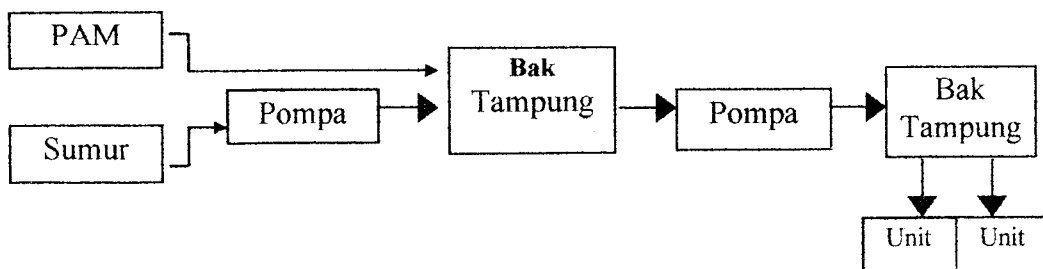 PAM
Sumur
Pompa
Bak
Tampung
Pompa
Bak
Tampung
Unit
Unit